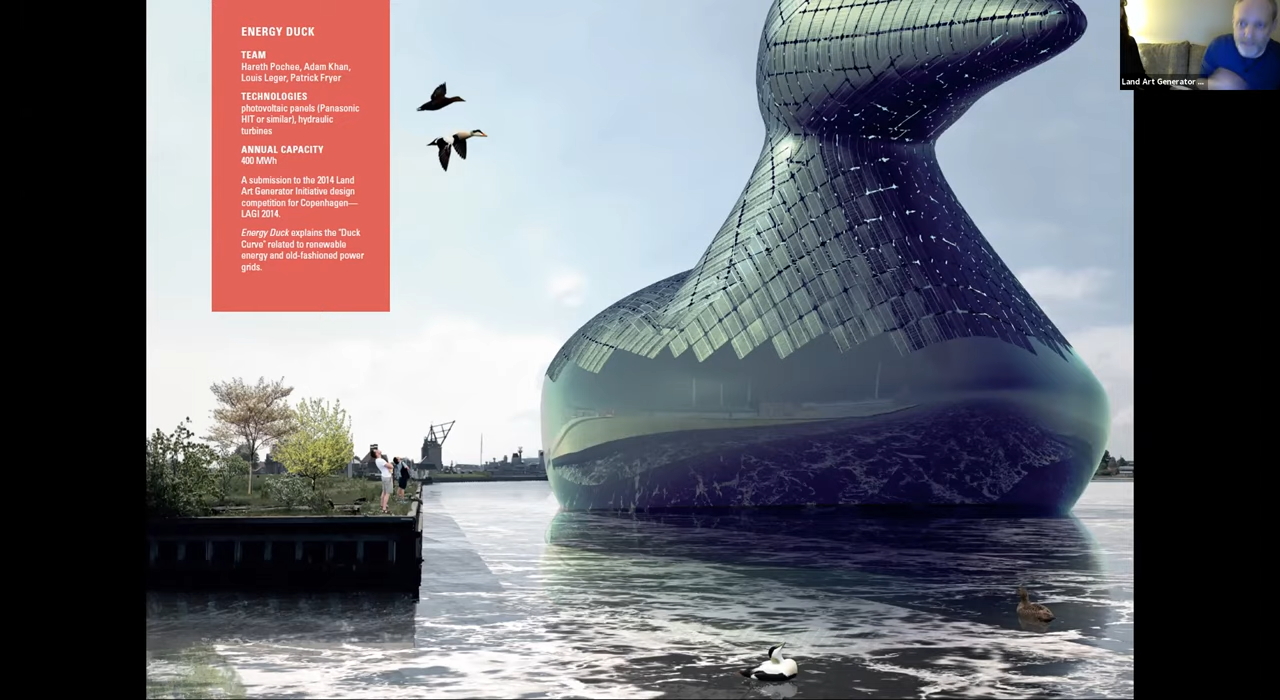 ENERGY DUCK
TEAM
Hareth Pochee, Adam Khan,
Louis Leger, Patrick Fryer
TECHNOLOGIES
photovoltaic panels (Panasonic
HIT or similar), hydraulic
turbines
ANNUAL CAPACITY
400 MWh
A submission to the 2014 Land
Art Generator Initiative design
competition for Copenhagen—
LAGI 2014.
Energy Duck explains the "Duck
Curve" related to renewable
energy and old-fashioned power
grids.
Land Art Generator ...